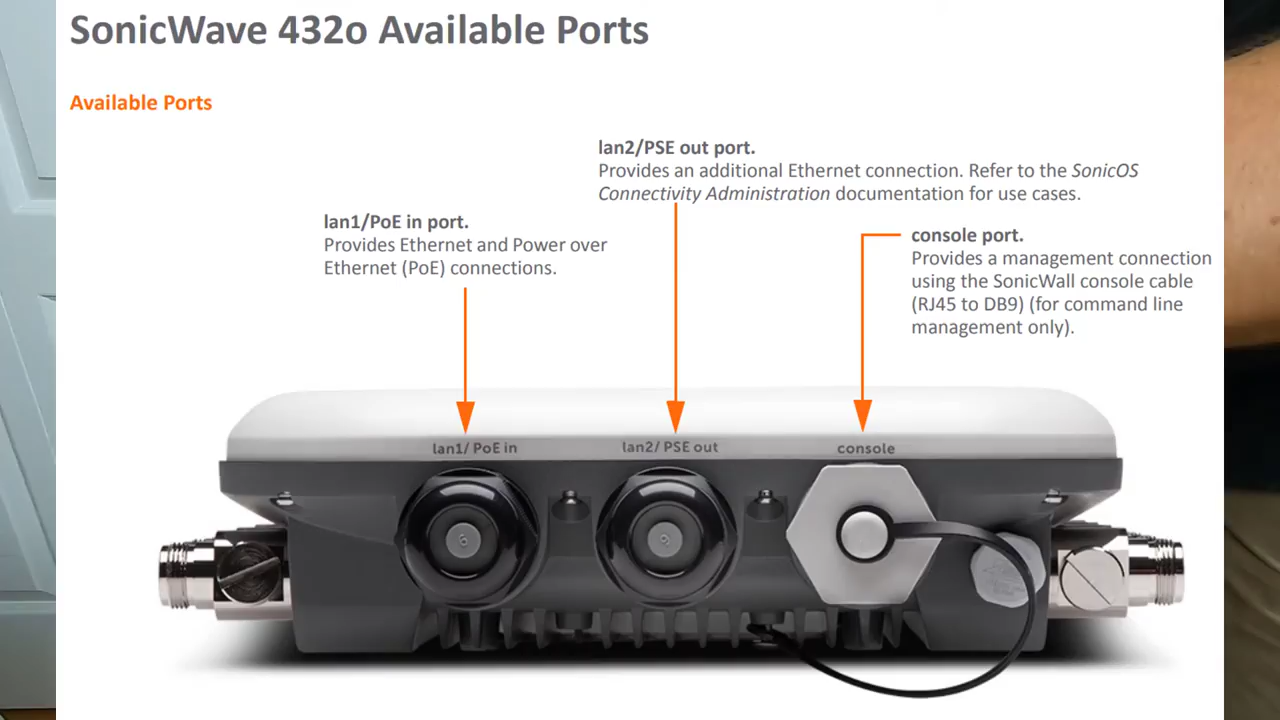 SonicWave 432o Available Ports
Available Ports
lan2/PSE out port.
Provides an additional Ethernet connection. Refer to the SonicOS
Connectivity Administration documentation for use cases.
lan1/PoE in port.
Provides Ethernet and Power over
Ethernet (PoE) connections.
console port.
Provides a management connection
using the SonicWall console cable
(RJ45 to DB9) (for command line
management only).
lan1/ PoE in
lan2/ PSE out
console